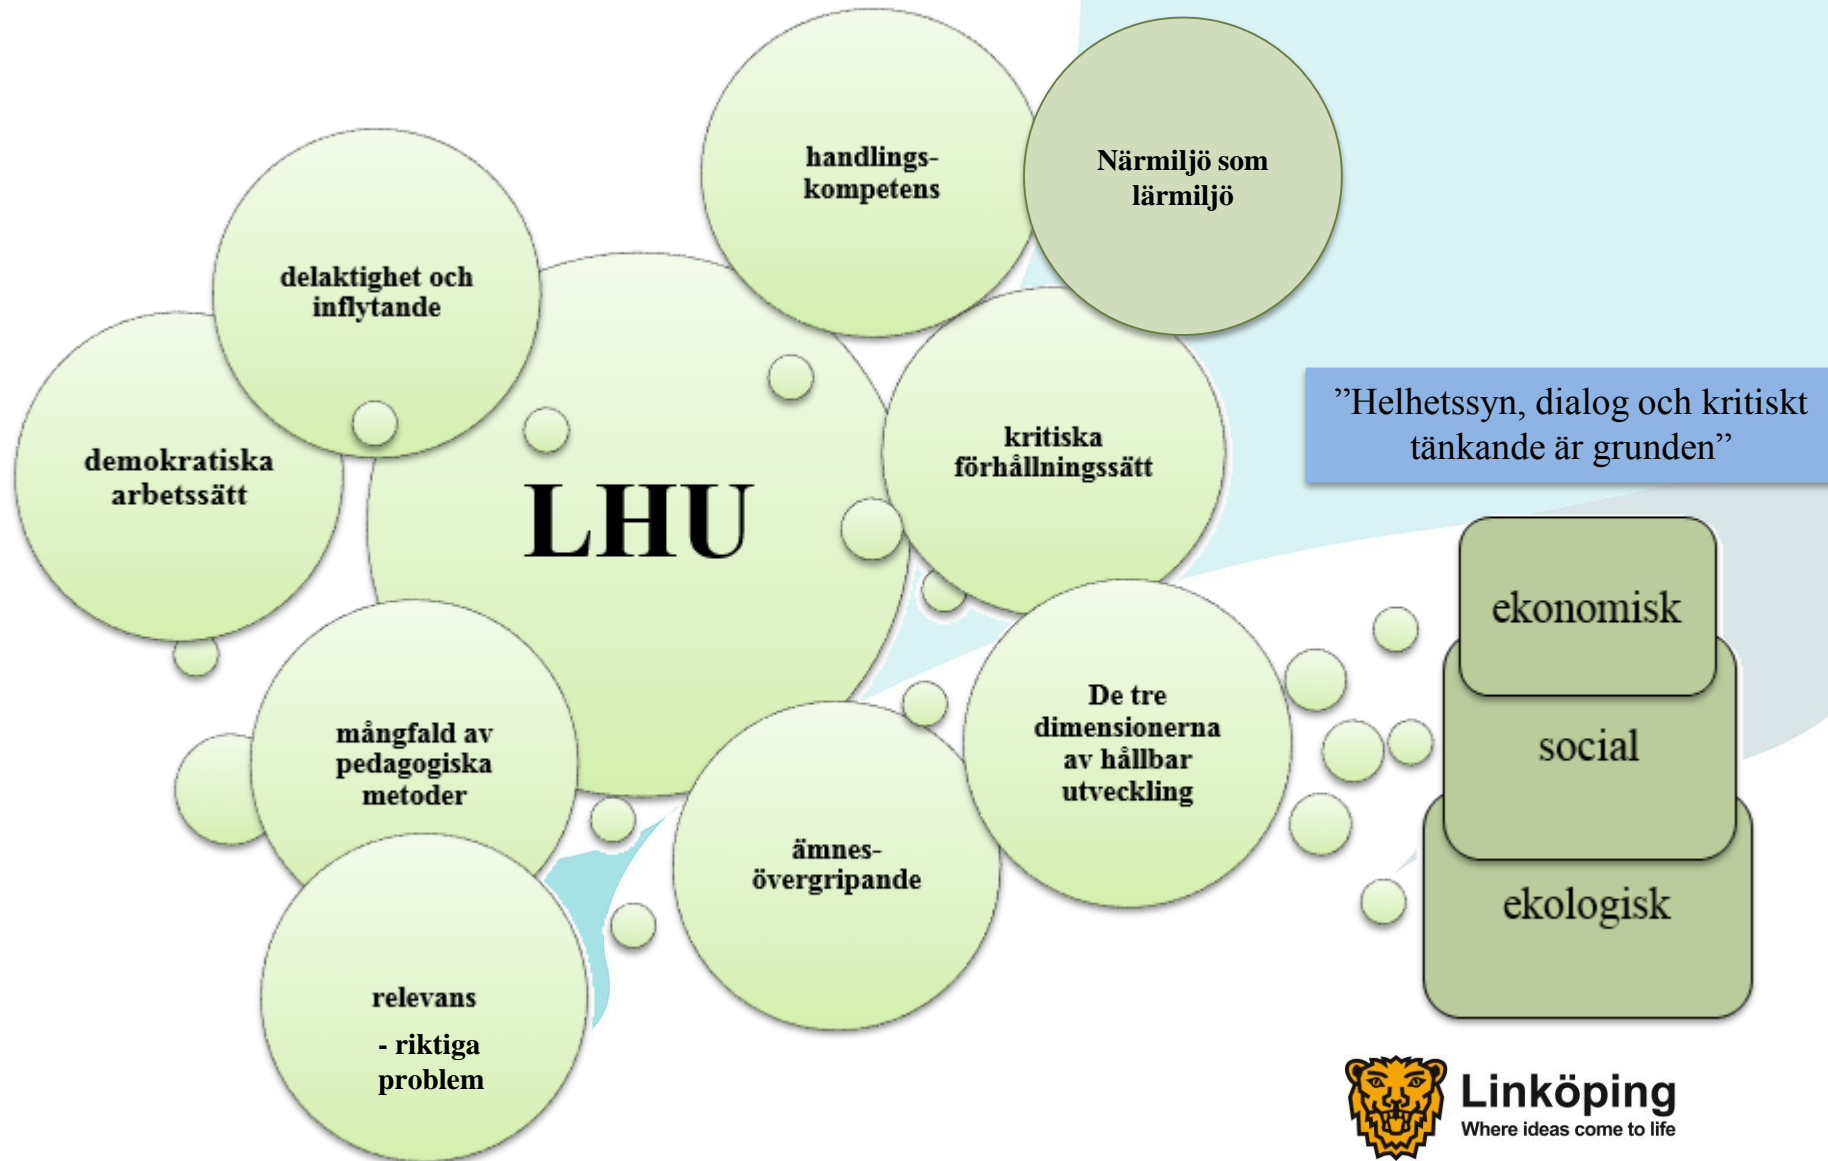 handlings-
kompetens
Närmiljö som
lärmiljö
delaktighet och
inflytande
demokratiska
arbetssätt
LHU
kritiska
förhållningssätt
”Helhetssyn, dialog och kritiskt
tänkande är grunden”
mångfald av
pedagogiska
metoder
De tre
dimensionerna
av hållbar
utveckling
ämnes-
övergripande
relevans
- riktiga
problem
ekonomisk
social
ekologisk
Linköping
Where ideas come to life